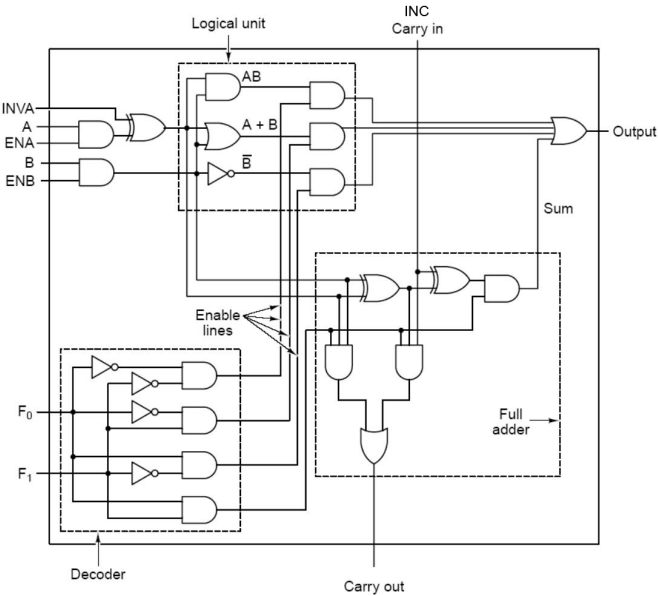 INC
Logical unit
Carry in
AB
INVA
A
A + B
ENA
Output
B
B̅
ENB
Sum
Enable
lines
F₀
Full
adder
F₁
Decoder
Carry out